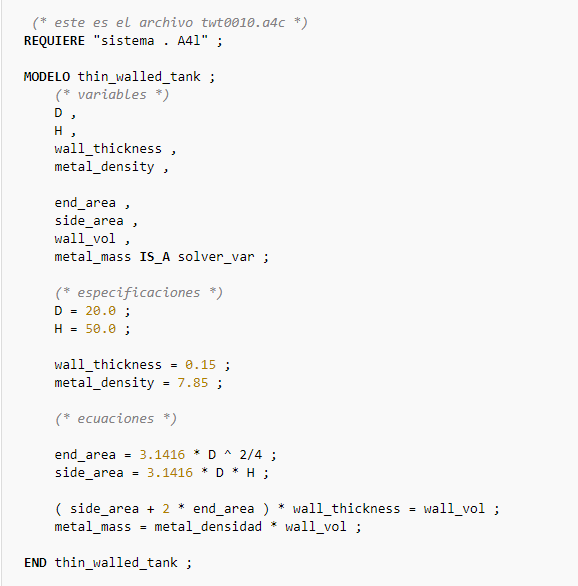 (* este es el archivo twt0010.a4c *)
REQUIERE "sistema . A4l" ;
MODELO thin_walled_tank ;
(* variables *)
D ,
H ,
wall_thickness ,
metal_density ,
end_area ,
side_area ,
wall_vol ,
metal_mass IS_A solver_var ;
(* especificaciones *)
D = 20.0 ;
H = 50.0 ;
wall_thickness = 0.15 ;
metal_density = 7.85 ;
(* ecuaciones *)
end_area = 3.1416 * D ^ 2/4 ;
side_area = 3.1416 * D * H ;
( side_area + 2 * end_area ) * wall_thickness = wall_vol ;
metal_mass = metal_densidad * wall_vol ;
END thin_walled_tank ;